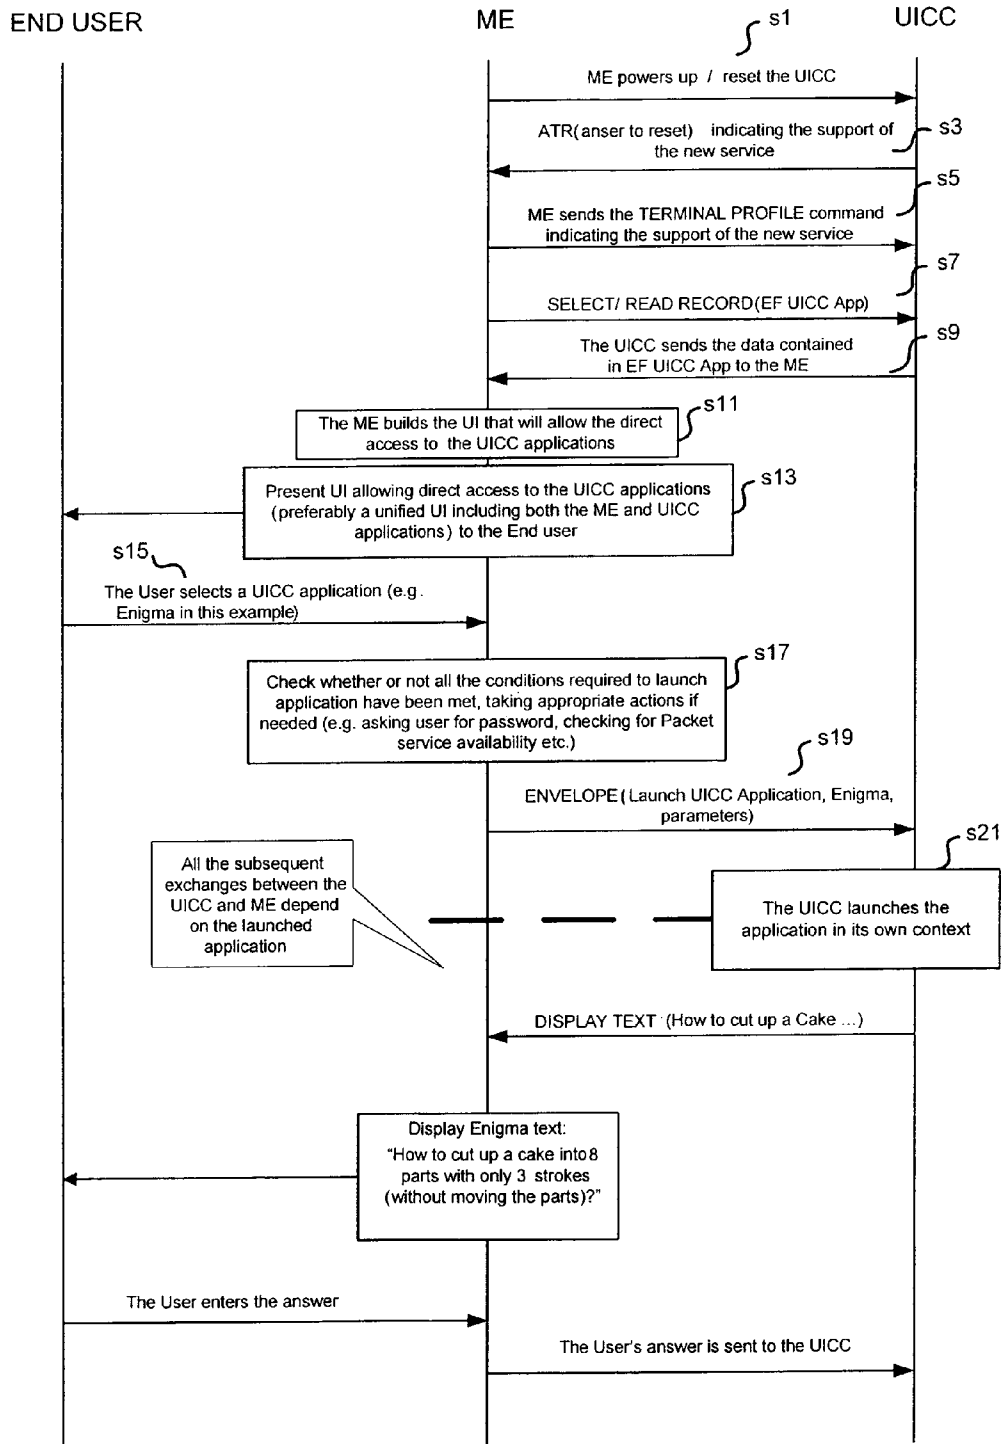 END USER
ME
UICC
s1
ME powers up / reset the UICC
s3
ATR(anser to reset) indicating the support of
the new service
s5
ME sends the TERMINAL PROFILE command
indicating the support of the new service
s7
SELECT/ READ RECORD(EF UICC App)
s9
The UICC sends the data contained
in EF UICC App to the ME
s11
The ME builds the UI that will allow the direct
access to the UICC applications
s13
Present UI allowing direct access to the UICC applications
(preferably a unified UI including both the ME and UICC
applications) to the End user
s15
The User selects a UICC application (e.g.
Enigma in this example)
s17
Check whether or not all the conditions required to launch
application have been met, taking appropriate actions if
needed (e.g. asking user for password, checking for Packet
service availability etc.)
s19
ENVELOPE(Launch UICC Application, Enigma,
parameters)
s21
All the subsequent
exchanges between the
UICC and ME depend
on the launched
application
The UICC launches the
application in its own context
DISPLAY TEXT (How to cut up a Cake ...)
Display Enigma text:
"How to cut up a cake into 8
parts with only 3 strokes
(without moving the parts)?"
The User enters the answer
The User's answer is sent to the UICC